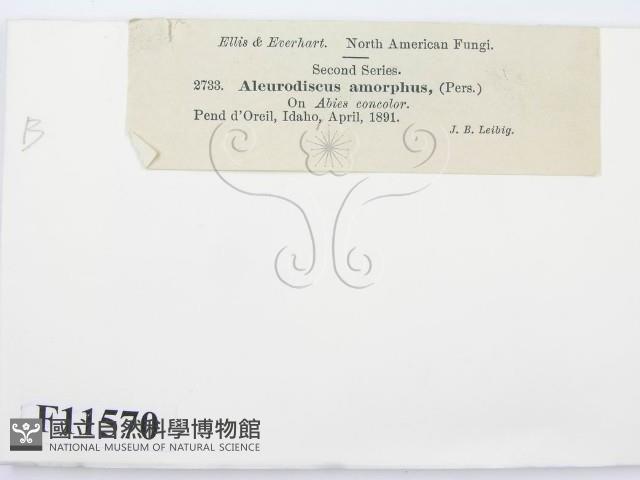 Ellis & Everhart. North American Fungi.
Second Series.
2733. Aleurodiscus amorphus, (Pers.)
On Abies concolor.
Pend d'Oreil, Idaho, April, 1891.
J. B. Leibig.
B
F11570
國立自然科學博物館
NATIONAL MUSEUM OF NATURAL SCIENCE